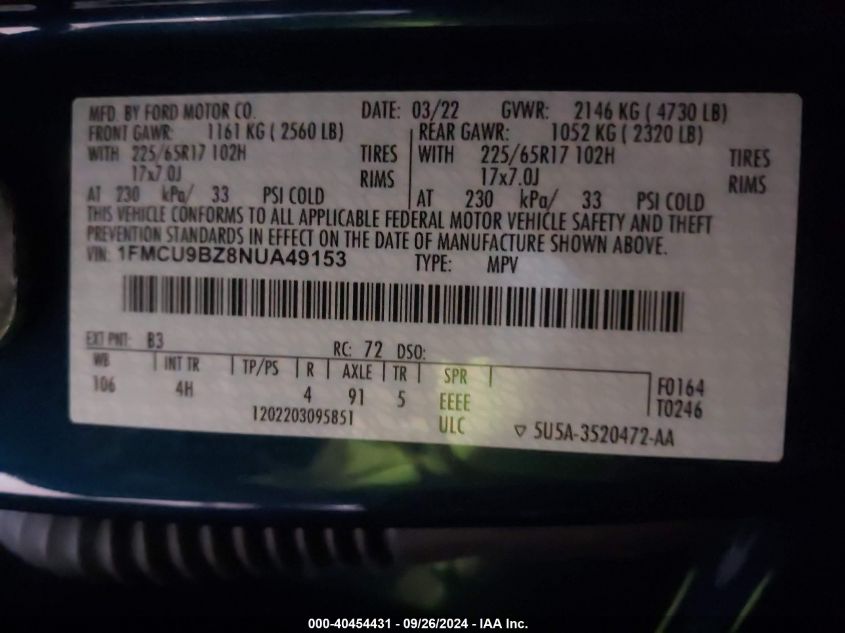 MFD. BY FORD MOTOR CO. DATE: 03/22 GVWR: 2146 KG ( 4730 LB)
FRONT GAWR: 1161 KG ( 2560 LB) REAR GAWR: 1052 KG ( 2320 LB)
WITH 225/65R17 102H TIRES WITH 225/65R17 102H TIRES
17x7.0J RIMS 17x7.0J RIMS
AT 230 kPa/ 33 PSI COLD AT 230 kPa/ 33 PSI COLD
THIS VEHICLE CONFORMS TO ALL APPLICABLE FEDERAL MOTOR VEHICLE SAFETY AND THEFT
PREVENTION STANDARDS IN EFFECT ON THE DATE OF MANUFACTURE SHOWN ABOVE.
VIN: 1FMCU9BZ8NUA49153 TYPE: MPV
EXT PNT: B3 RC: 72 DSO:
WB INT TR TP/PS R AXLE TR SPR
106 4H 4 91 5 EEEE F0164
1202203095851 ULC T0246
5U5A-3520472-AA
000-40454431 - 09/26/2024 - IAA Inc.